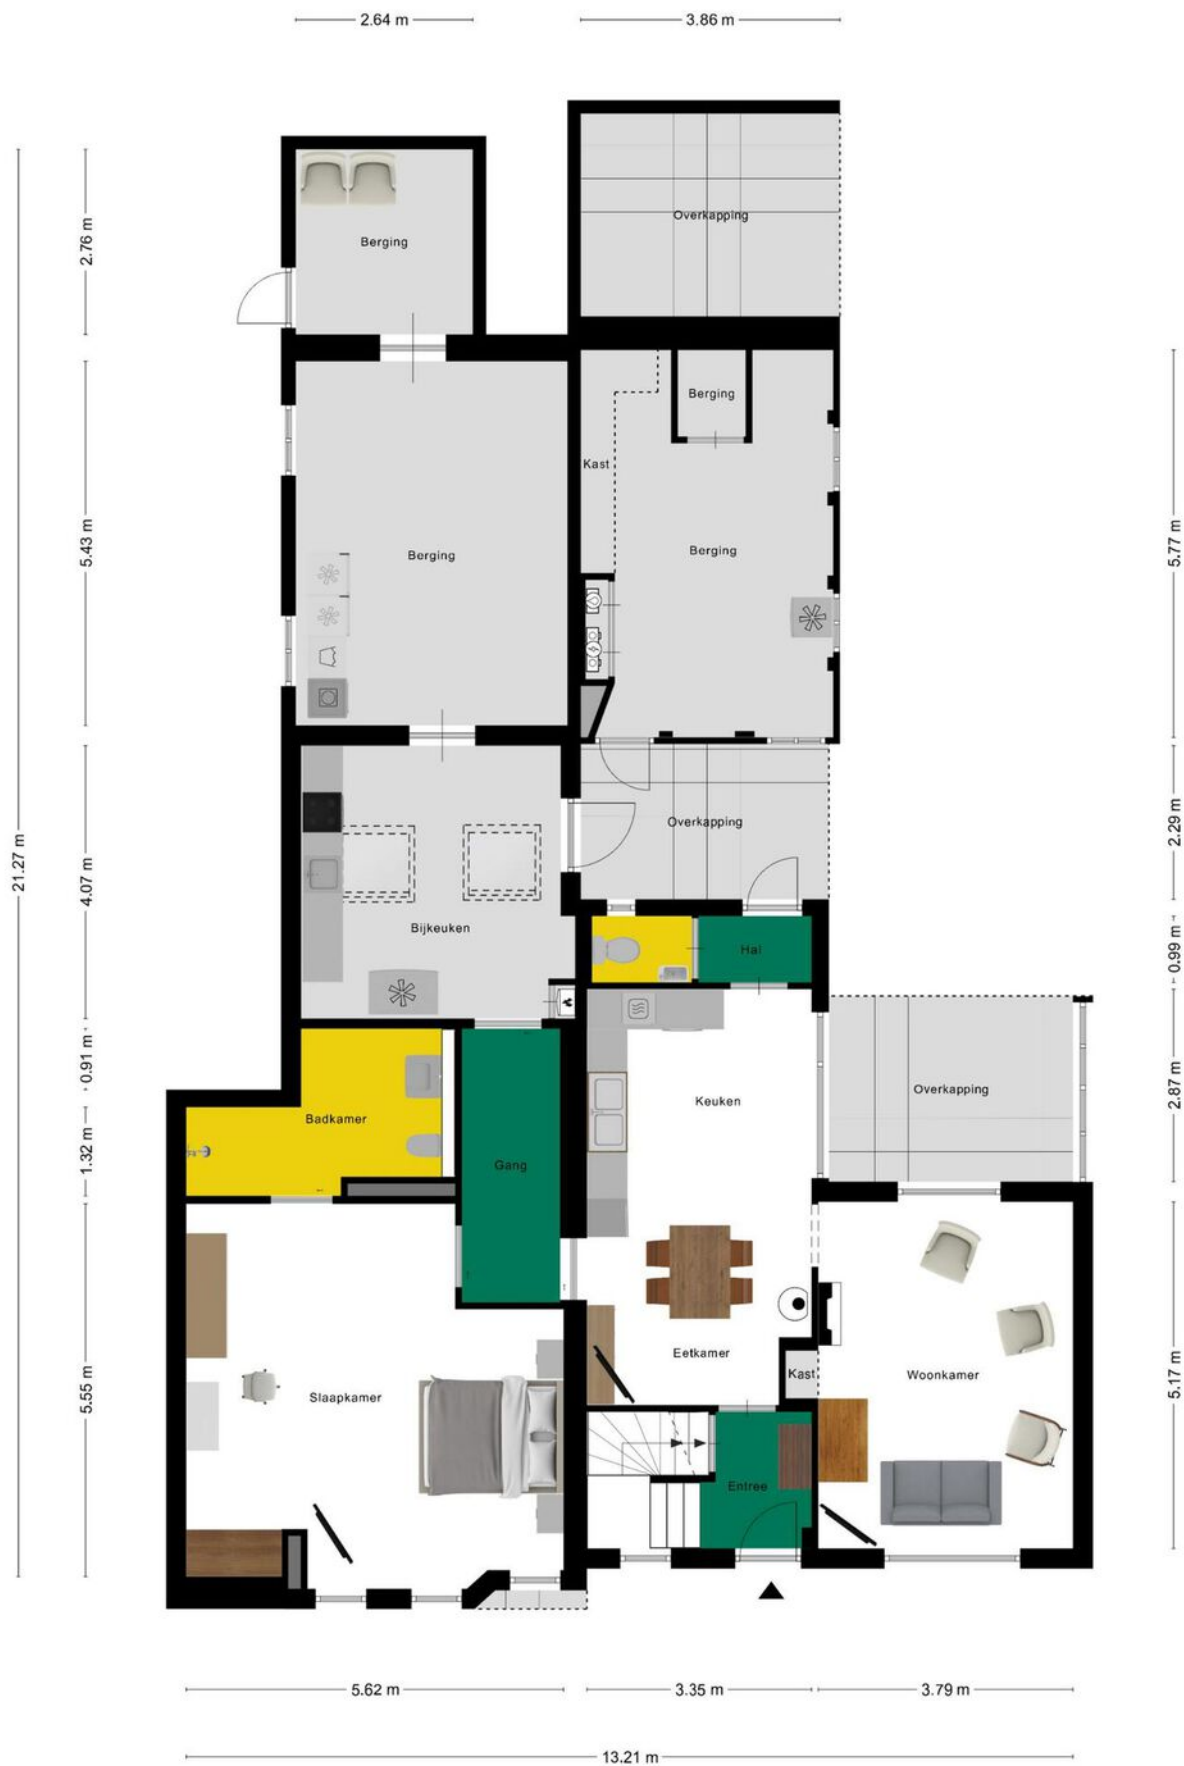 2.64 m
3.86 m
Overkapping
Berging
2.76 m
Berging
Kast
5.43 m
Berging
Berging
5.77 m
Overkapping
2.29 m
21.27 m
4.07 m
Bijkeuken
Hal
0.99 m
0.91 m
Keuken
Overkapping
2.87 m
Badkamer
1.32 m
Gang
Eetkamer
Kast
Woonkamer
5.17 m
5.55 m
Slaapkamer
Entree
5.62 m
3.35 m
3.79 m
13.21 m